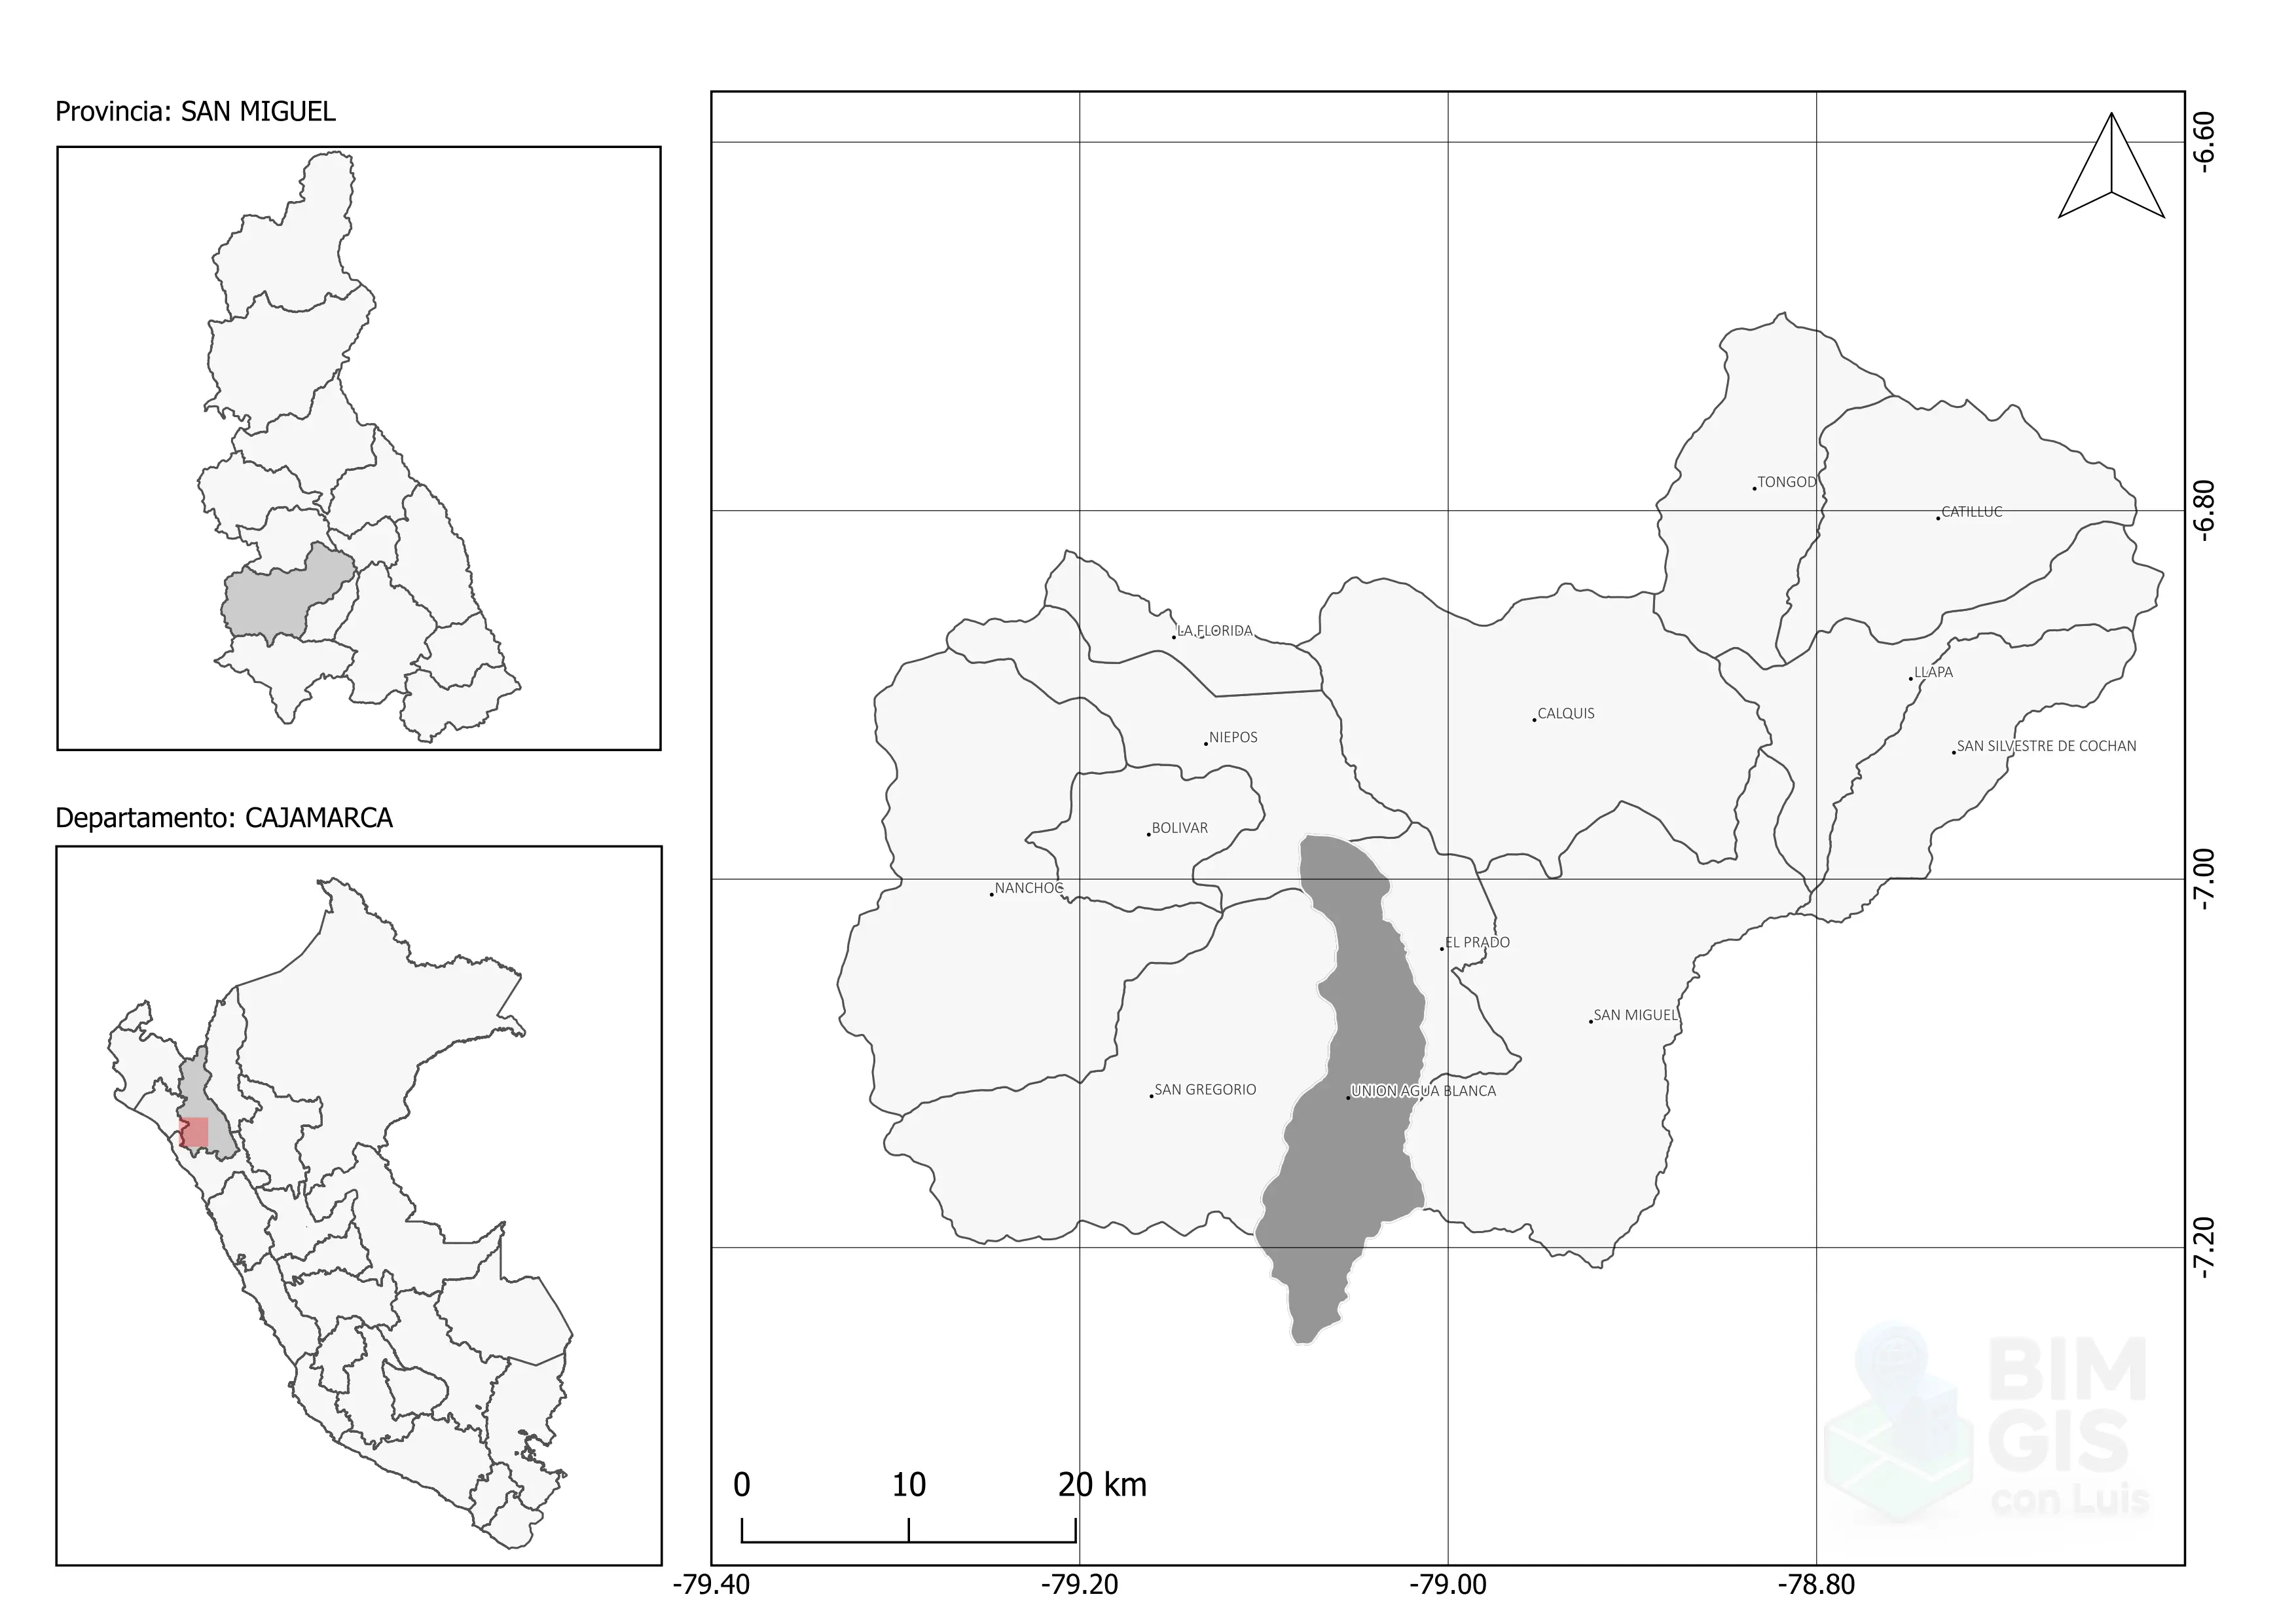 Provincia: SAN MIGUEL
Departamento: CAJAMARCA
-6.60
-6.80
-7.00
-7.20
TONGOD
CATILLUC
LA FLORIDA
LLAPA
CALQUIS
NIEPOS
SAN SILVESTRE DE COCHAN
BOLIVAR
NANCHOC
EL PRADO
SAN MIGUEL
SAN GREGORIO
UNION AGUA BLANCA
BIM
GIS
con Luis
0 10 20 km
-79.40 -79.20 -79.00 -78.80